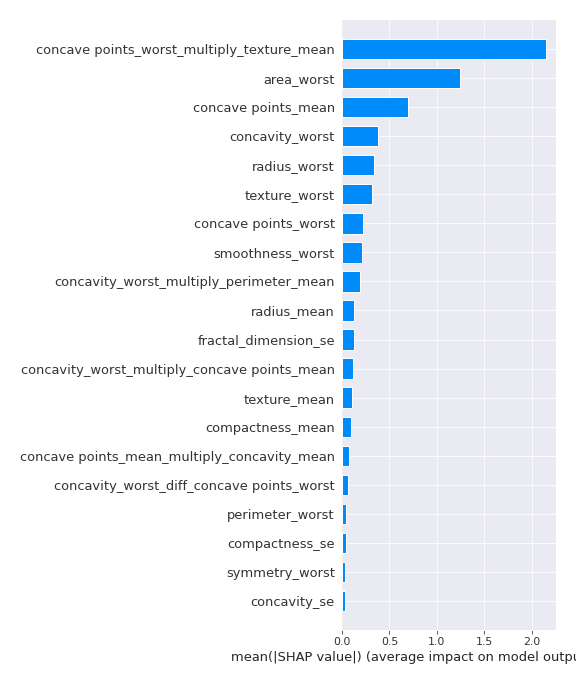 concave points_worst_multiply_texture_mean
area_worst
concave points_mean
concavity_worst
radius_worst
texture_worst
concave points_worst
smoothness_worst
concavity_worst_multiply_perimeter_mean
radius_mean
fractal_dimension_se
concavity_worst_multiply_concave points_mean
texture_mean
compactness_mean
concave points_mean_multiply_concavity_mean
concavity_worst_diff_concave points_worst
perimeter_worst
compactness_se
symmetry_worst
concavity_se
0.0 0.5 1.0 1.5 2.0
mean(|SHAP value|) (average impact on model outpu